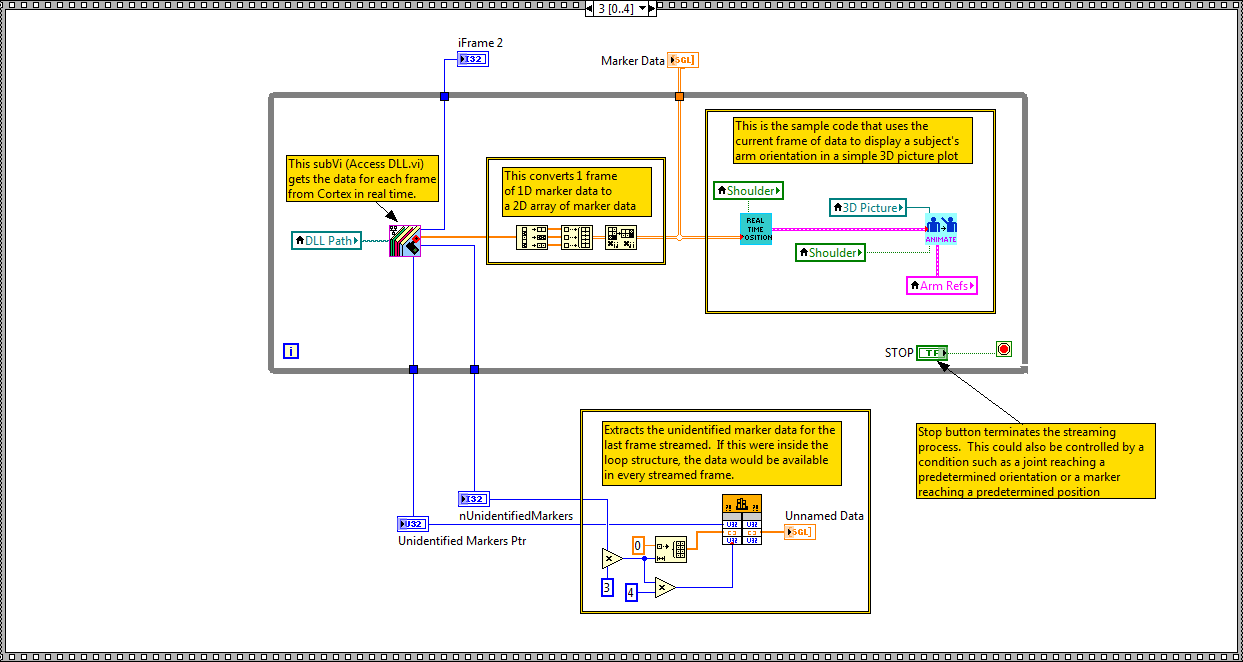 3 [0..4]
iFrame 2
I32
Marker Data
SGL]
This is the sample code that uses the
current frame of data to display a subject's
arm orientation in a simple 3D picture plot
This subVi (Access DLL.vi)
gets the data for each frame
from Cortex in real time.
This converts 1 frame
of 1D marker data to
a 2D array of marker data
Shoulder
3D Picture
REAL
TIME
POSITION
DLL Path
ANIMATE
Shoulder
Arm Refs
i
STOP
TF
Extracts the unidentified marker data for the
last frame streamed. If this were inside the
loop structure, the data would be available
in every streamed frame.
Stop button terminates the streaming
process. This could also be controlled by a
condition such as a joint reaching a
predetermined orientation or a marker
reaching a predetermined position
I32
nUnidentifiedMarkers
U32
Unidentified Markers Ptr
?! ?!
U32 U32
U32 U32
Unnamed Data
SGL]
0
3
4